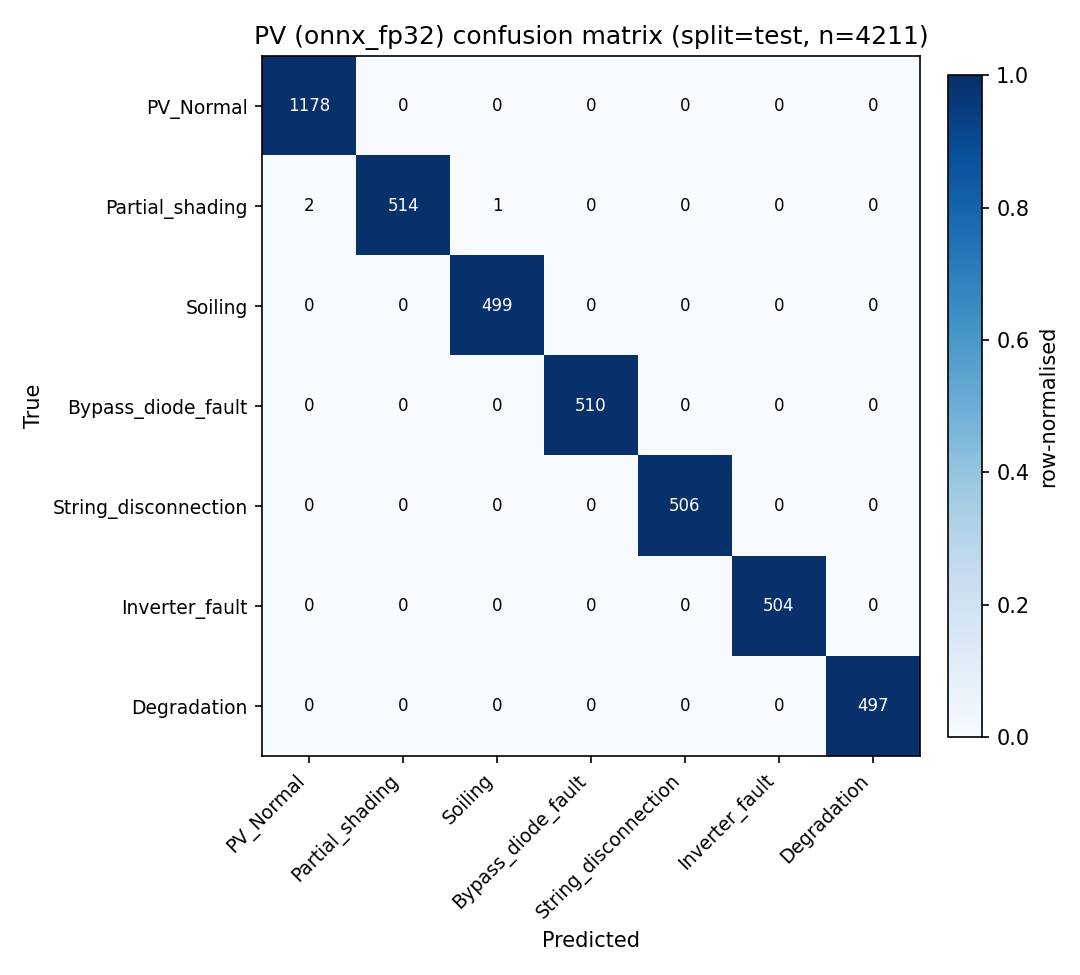 PV (onnx_fp32) confusion matrix (split=test, n=4211)
PV_Normal 1178 0 0 0 0 0 0
Partial_shading 2 514 1 0 0 0 0
Soiling 0 0 499 0 0 0 0
Bypass_diode_fault 0 0 0 510 0 0 0
String_disconnection 0 0 0 0 506 0 0
Inverter_fault 0 0 0 0 0 504 0
Degradation 0 0 0 0 0 0 497
True
PV_Normal
Partial_shading
Soiling
Bypass_diode_fault
String_disconnection
Inverter_fault
Degradation
Predicted
1.0
0.8
0.6
0.4
0.2
0.0
row-normalised